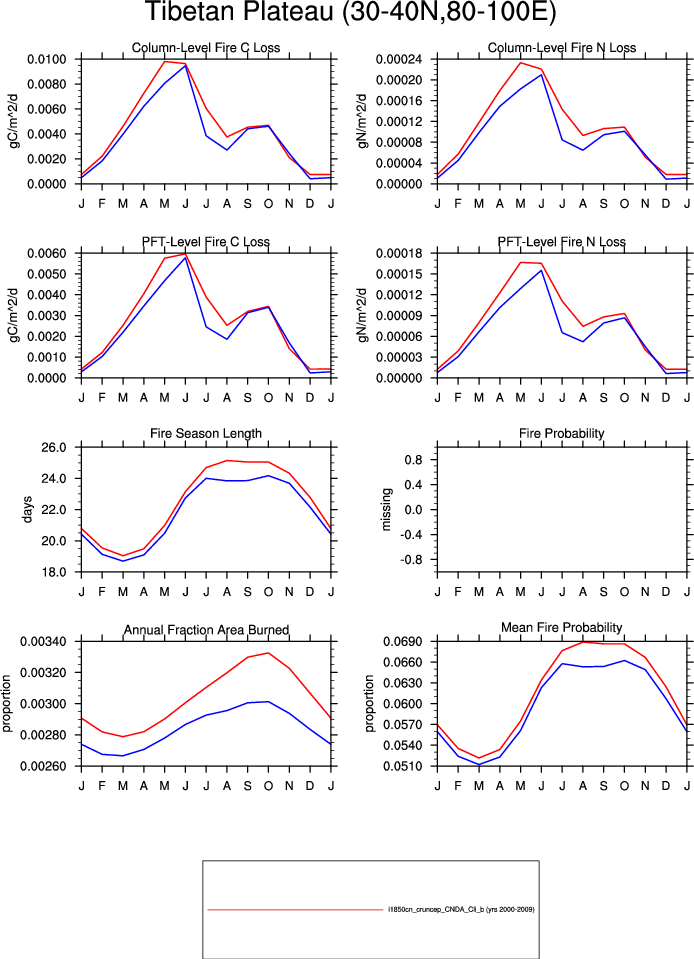 Tibetan Plateau (30-40N,80-100E)
Column-Level Fire C Loss
gC/m^2/d
0.0100
0.0080
0.0060
0.0040
0.0020
0.0000
J F M A M J J A S O N D J
Column-Level Fire N Loss
gN/m^2/d
0.00024
0.00020
0.00016
0.00012
0.00008
0.00004
0.00000
J F M A M J J A S O N D J
PFT-Level Fire C Loss
gC/m^2/d
0.0060
0.0050
0.0040
0.0030
0.0020
0.0010
0.0000
J F M A M J J A S O N D J
PFT-Level Fire N Loss
gN/m^2/d
0.00018
0.00015
0.00012
0.00009
0.00006
0.00003
0.00000
J F M A M J J A S O N D J
Fire Season Length
days
26.0
24.0
22.0
20.0
18.0
J F M A M J J A S O N D J
Fire Probability
missing
0.8
0.4
0.0
-0.4
-0.8
J F M A M J J A S O N D J
Annual Fraction Area Burned
proportion
0.00340
0.00320
0.00300
0.00280
0.00260
J F M A M J J A S O N D J
Mean Fire Probability
proportion
0.0690
0.0660
0.0630
0.0600
0.0570
0.0540
0.0510
J F M A M J J A S O N D J
i1850cn_cruncep_CNDA_Cli_b (yrs 2000-2009)